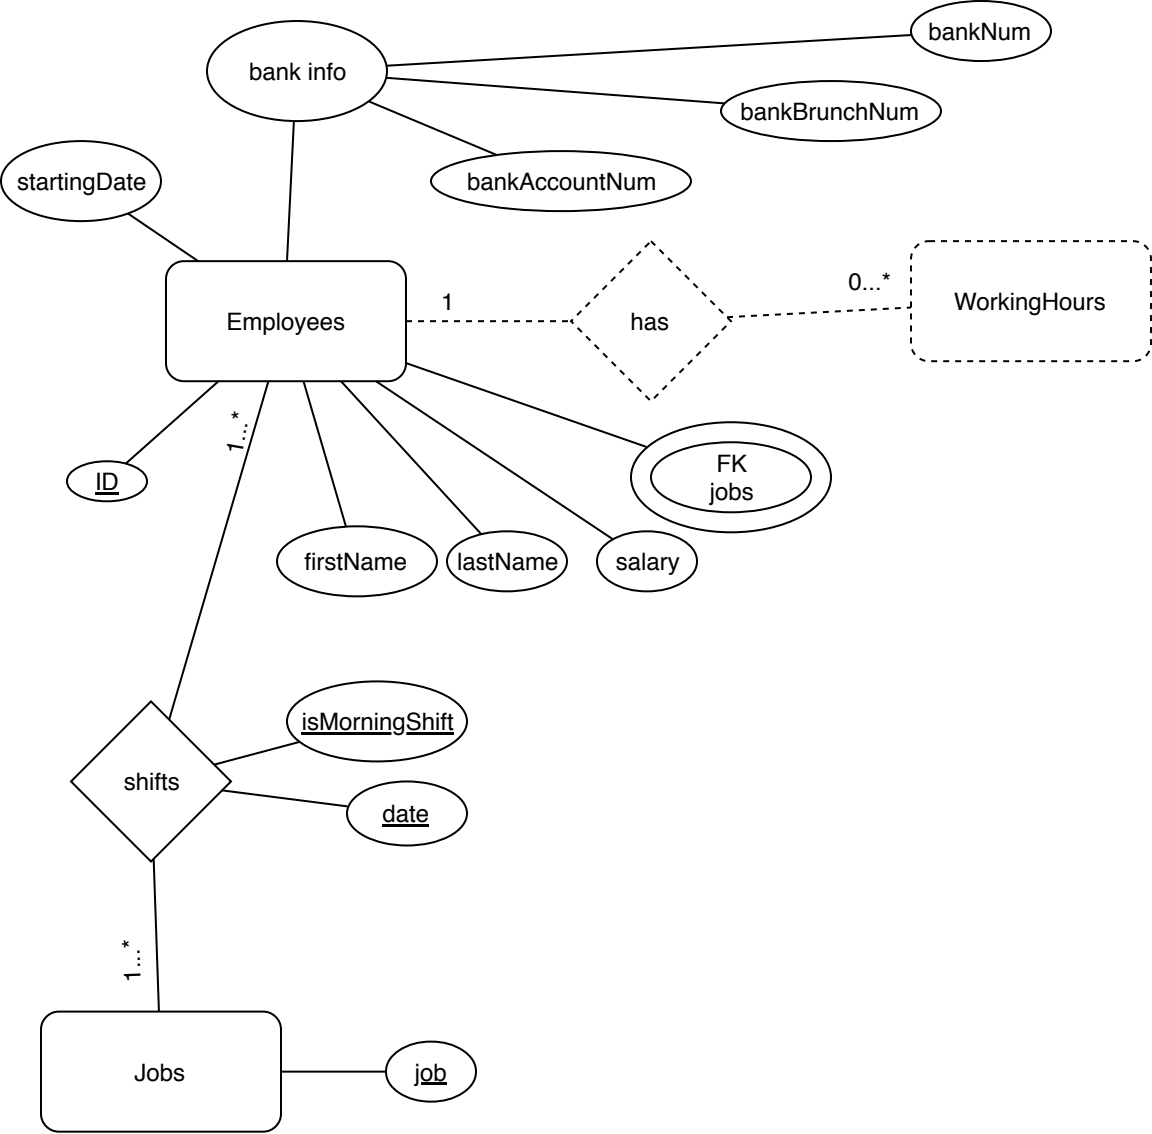 bankNum
bank info
bankBrunchNum
startingDate
bankAccountNum
Employees
1
has
0...*
WorkingHours
1...*
ID
FK
jobs
firstName
lastName
salary
isMorningShift
shifts
date
1...*
Jobs
job